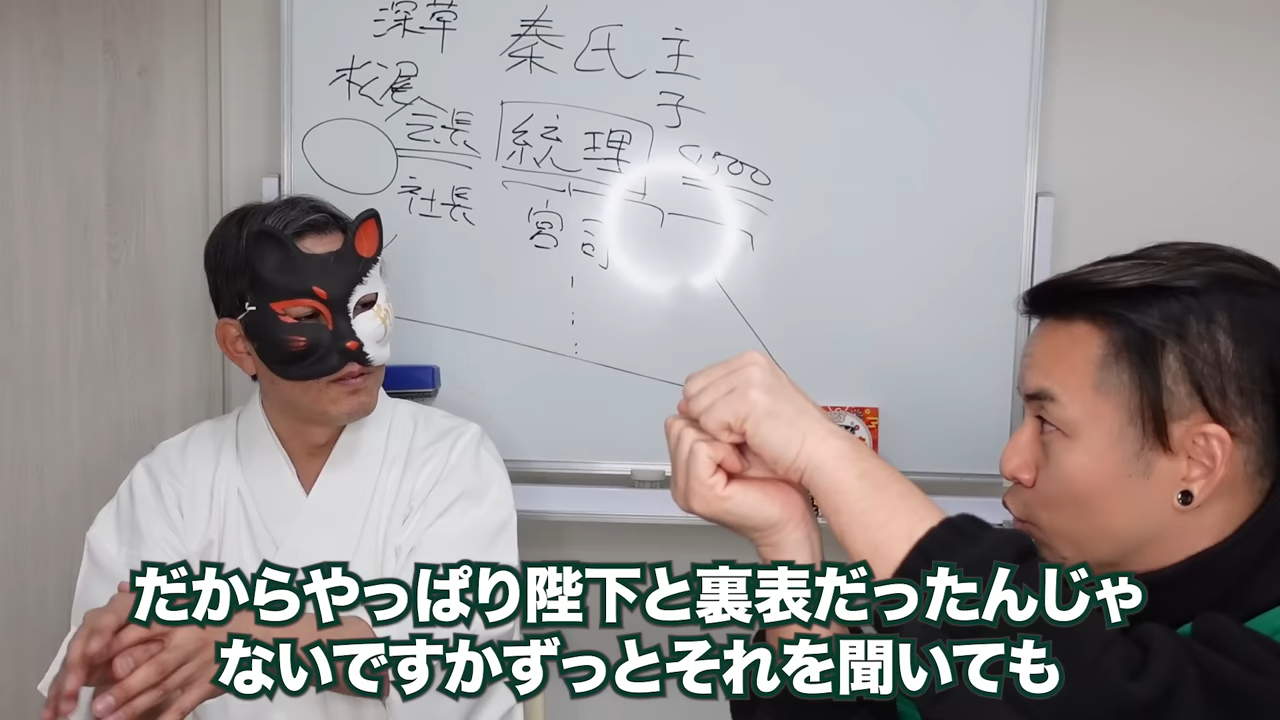 深草
秦氏 主
子
松尾
会長
統理
社長
宮司
だからやっぱり陛下と裏表だったんじゃ
ないですかずっとそれを聞いても